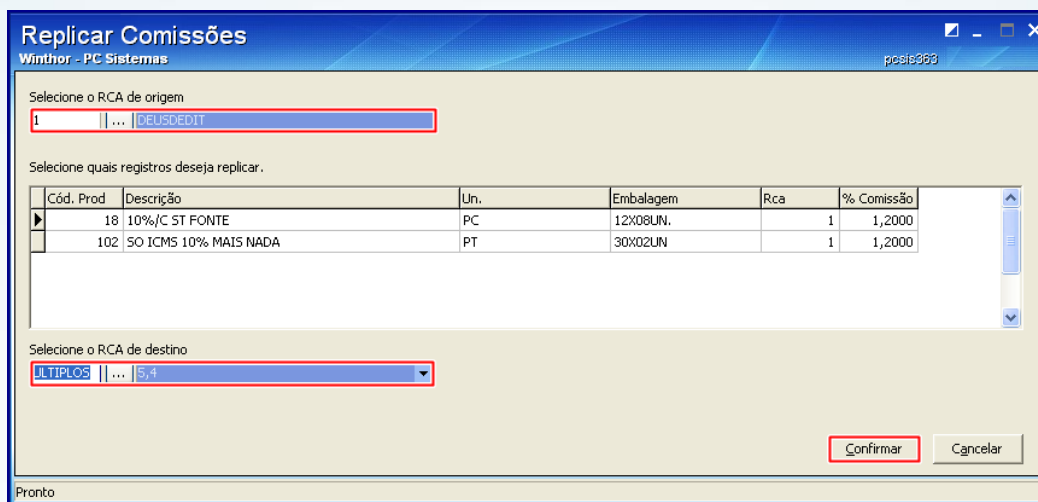 Replicar Comissões
Winthor - PC Sistemas pcsis363
Selecione o RCA de origem
1 ... DEUSDEDIT
Selecione quais registros deseja replicar.
Cód. Prod Descrição Un. Embalagem Rca % Comissão
18 10%/C ST FONTE PC 12X08UN. 1 1,2000
102 SO ICMS 10% MAIS NADA PT 30X02UN 1 1,2000
Selecione o RCA de destino
ULTIPLOS ... 5,4
Confirmar Cancelar
Pronto